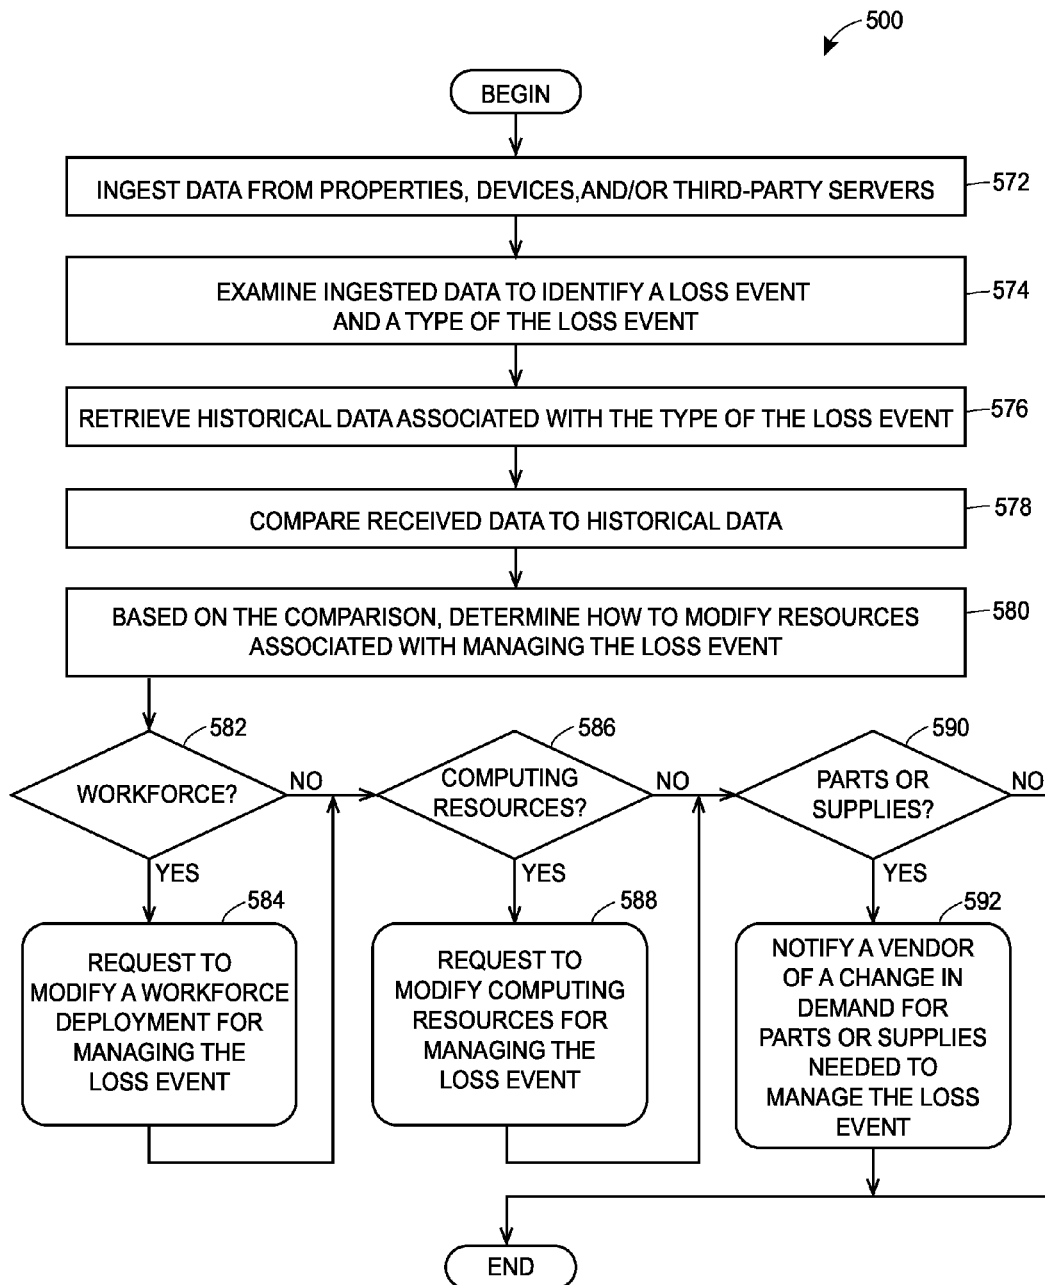 500
BEGIN
INGEST DATA FROM PROPERTIES, DEVICES,AND/OR THIRD-PARTY SERVERS
572
EXAMINE INGESTED DATA TO IDENTIFY A LOSS EVENT
AND A TYPE OF THE LOSS EVENT
574
RETRIEVE HISTORICAL DATA ASSOCIATED WITH THE TYPE OF THE LOSS EVENT
576
COMPARE RECEIVED DATA TO HISTORICAL DATA
578
BASED ON THE COMPARISON, DETERMINE HOW TO MODIFY RESOURCES
ASSOCIATED WITH MANAGING THE LOSS EVENT
580
582
WORKFORCE?
NO
YES
586
COMPUTING
RESOURCES?
NO
YES
590
PARTS OR
SUPPLIES?
NO
YES
584
REQUEST TO
MODIFY A WORKFORCE
DEPLOYMENT FOR
MANAGING THE
LOSS EVENT
588
REQUEST TO
MODIFY COMPUTING
RESOURCES FOR
MANAGING THE
LOSS EVENT
592
NOTIFY A VENDOR
OF A CHANGE IN
DEMAND FOR
PARTS OR SUPPLIES
NEEDED TO
MANAGE THE LOSS
EVENT
END